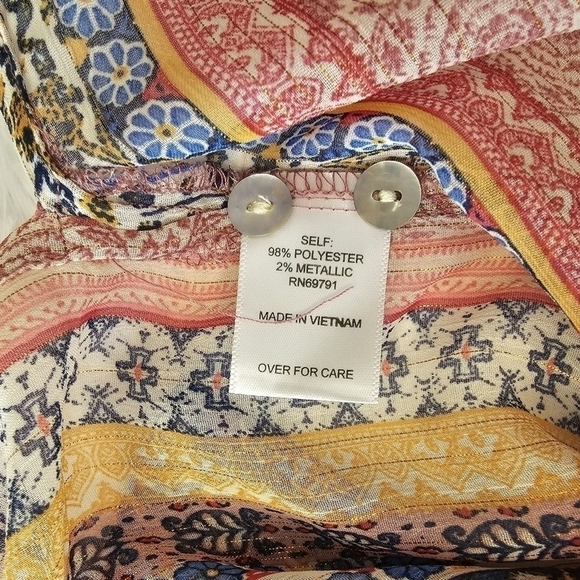 SELF:
98% POLYESTER
2% METALLIC
RN69791
MADE IN VIETNAM
OVER FOR CARE